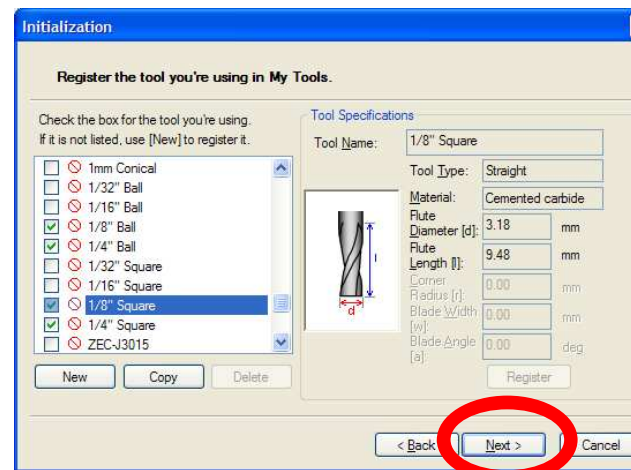 Initialization
Register the tool you're using in My Tools.
Check the box for the tool you're using.
If it is not listed, use [New] to register it.
1mm Conical
1/32" Ball
1/16" Ball
1/8" Ball
1/4" Ball
1/32" Square
1/16" Square
1/8" Square
1/4" Square
ZEC-J3015
New Copy Delete
Tool Specifications
Tool Name: 1/8" Square
Tool Type: Straight
Material: Cemented carbide
Flute
Diameter [d]: 3.18 mm
Flute
Length [l]: 9.48 mm
Corner
Radius [r]: 0.00 mm
Blade Width
[w]: 0.00 mm
Blade Angle
[a]: 0.00 deg
l
d
Register
< Back Next > Cancel